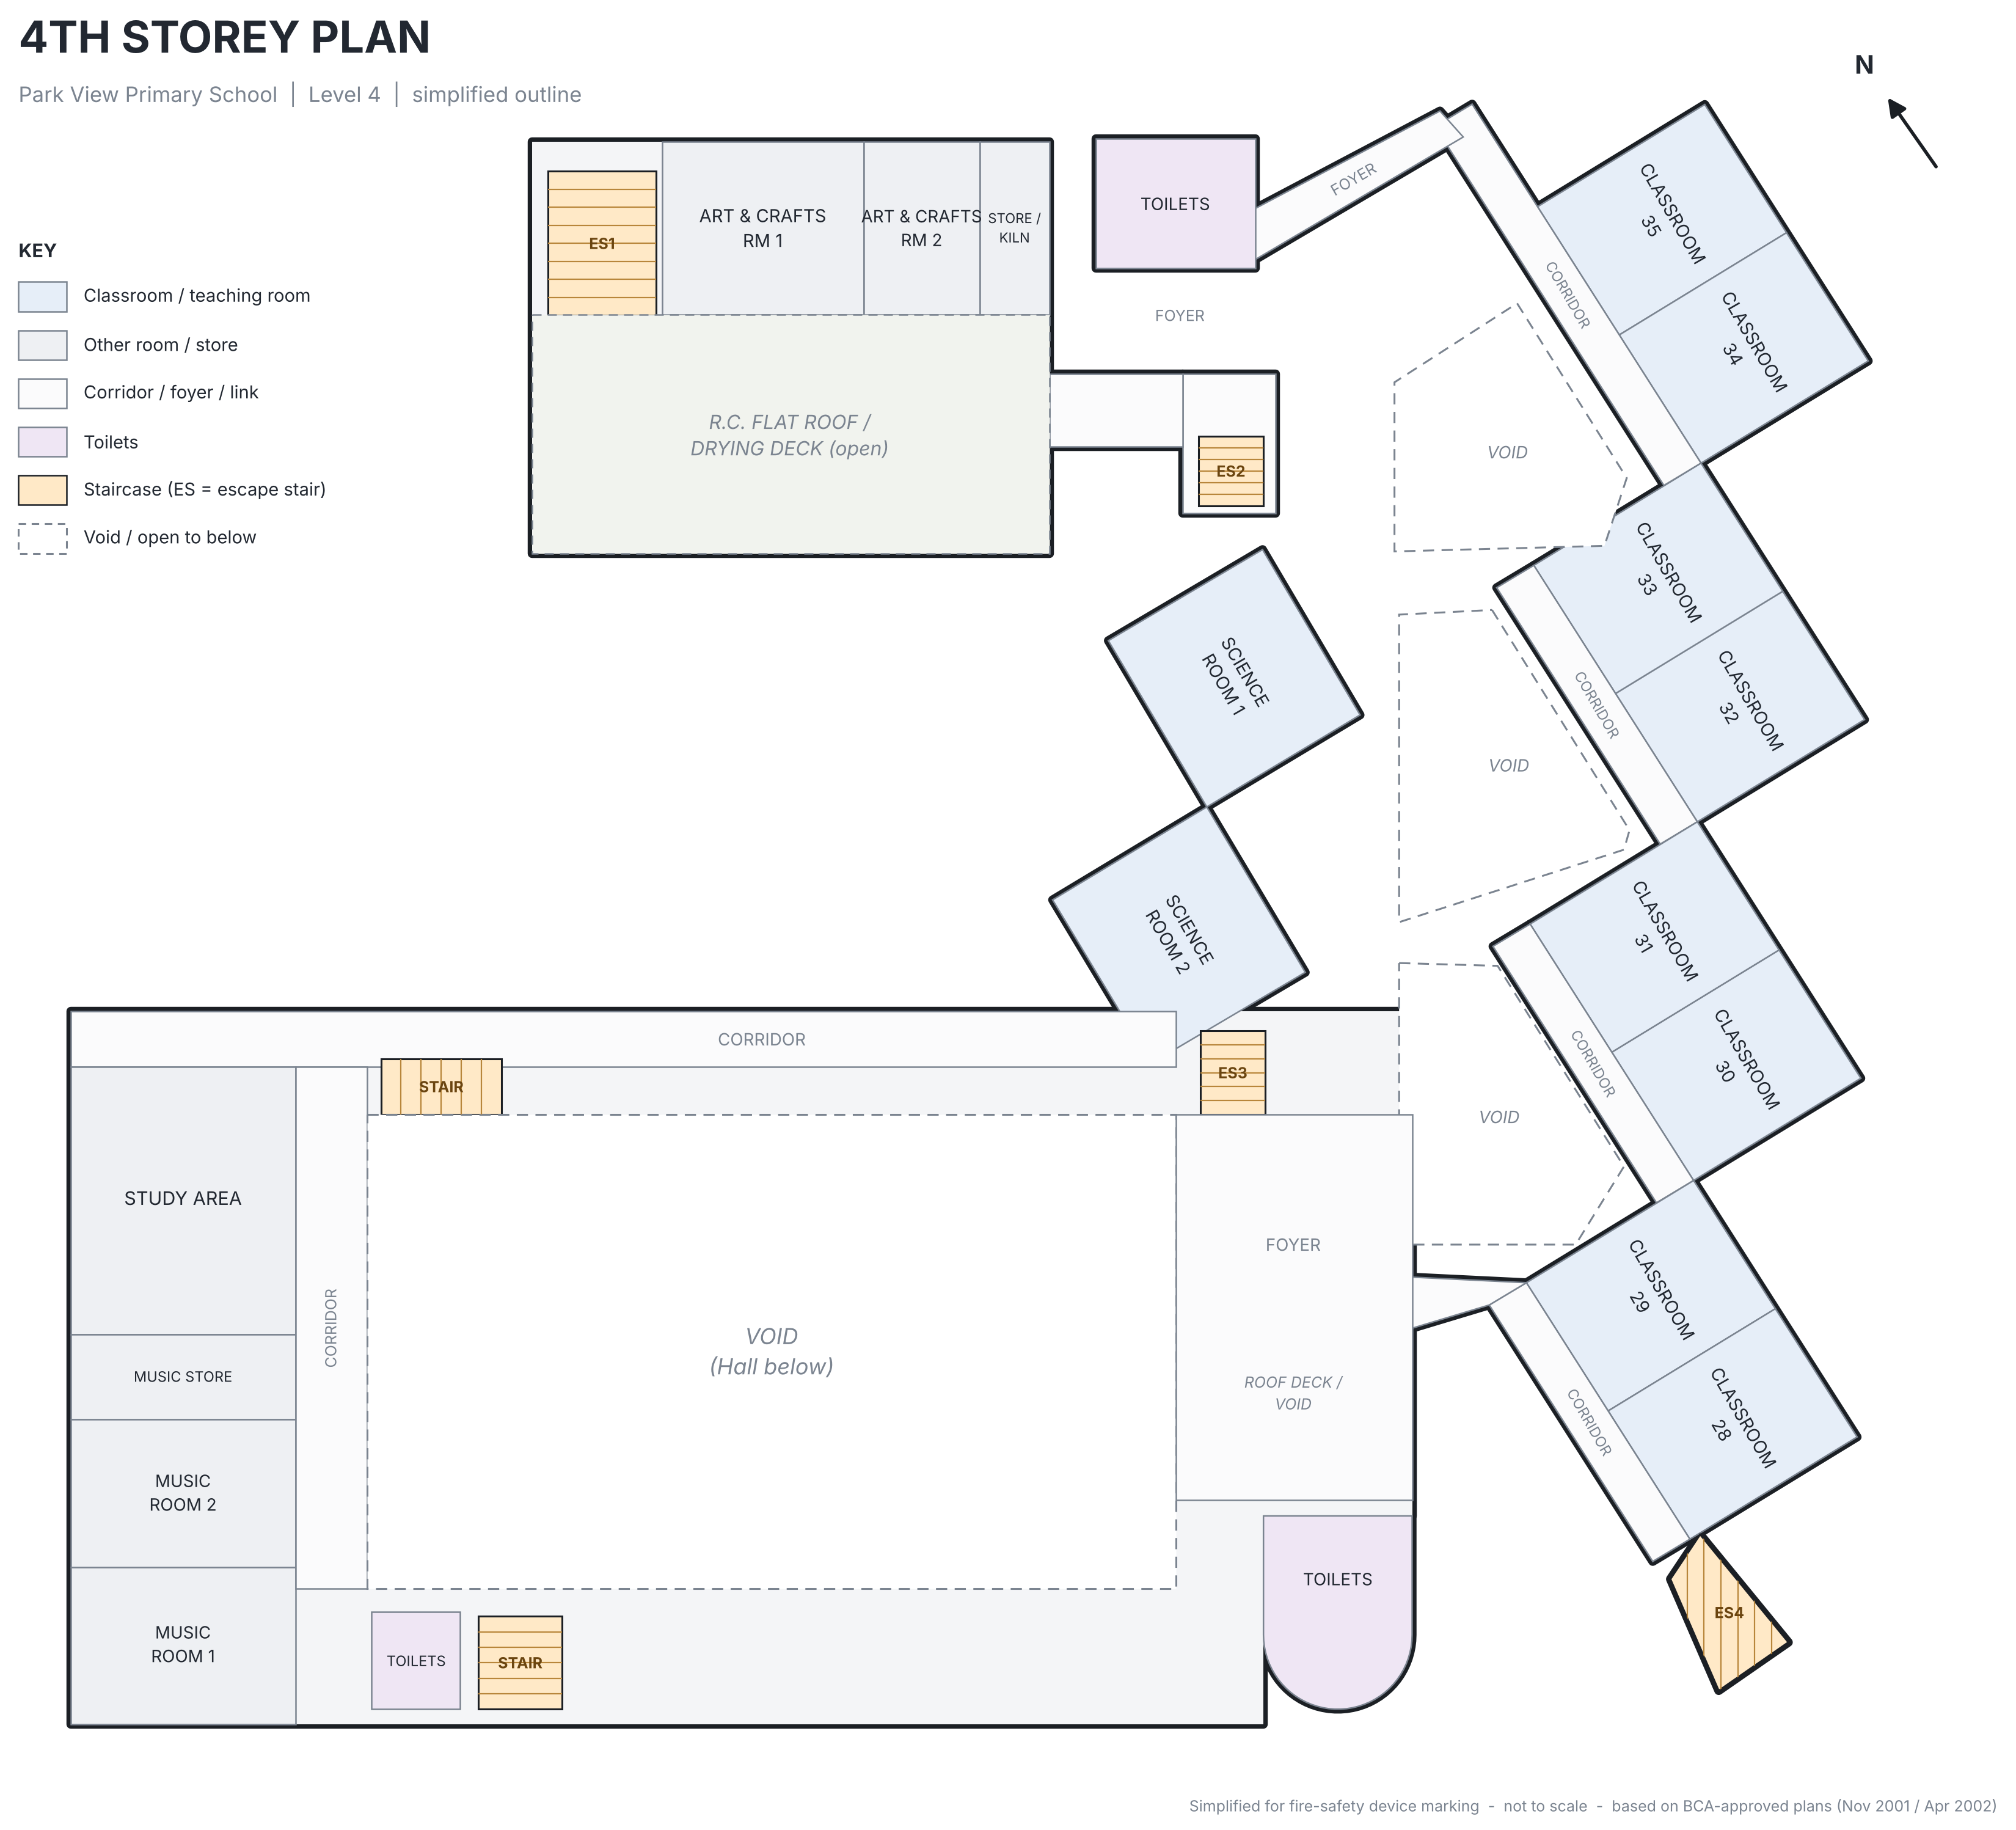 4TH STOREY PLAN
Park View Primary School | Level 4 | simplified outline
N
KEY
Classroom / teaching room
Other room / store
Corridor / foyer / link
Toilets
Staircase (ES = escape stair)
Void / open to below
ES1
ART & CRAFTS
RM 1
ART & CRAFTS
RM 2
STORE /
KILN
TOILETS
FOYER
FOYER
R.C. FLAT ROOF /
DRYING DECK (open)
ES2
CORRIDOR
CLASSROOM
35
CLASSROOM
34
VOID
CLASSROOM
33
CLASSROOM
32
CORRIDOR
VOID
SCIENCE
ROOM 1
SCIENCE
ROOM 2
CLASSROOM
31
CLASSROOM
30
CORRIDOR
VOID
CORRIDOR
STAIR
ES3
STUDY AREA
CORRIDOR
MUSIC STORE
MUSIC
ROOM 2
MUSIC
ROOM 1
VOID
(Hall below)
FOYER
ROOF DECK /
VOID
CLASSROOM
29
CLASSROOM
28
CORRIDOR
TOILETS
TOILETS
STAIR
ES4
Simplified for fire-safety device marking - not to scale - based on BCA-approved plans (Nov 2001 / Apr 2002)